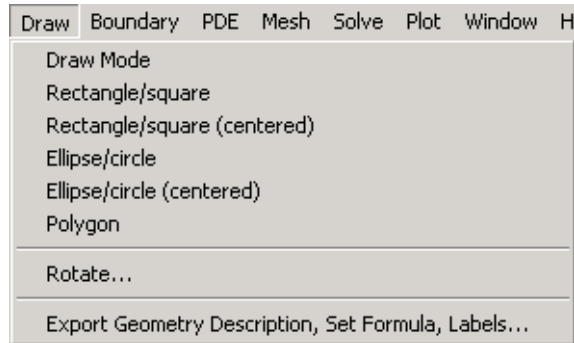 Draw Boundary PDE Mesh Solve Plot Window H
Draw Mode
Rectangle/square
Rectangle/square (centered)
Ellipse/circle
Ellipse/circle (centered)
Polygon
Rotate...
Export Geometry Description, Set Formula, Labels...